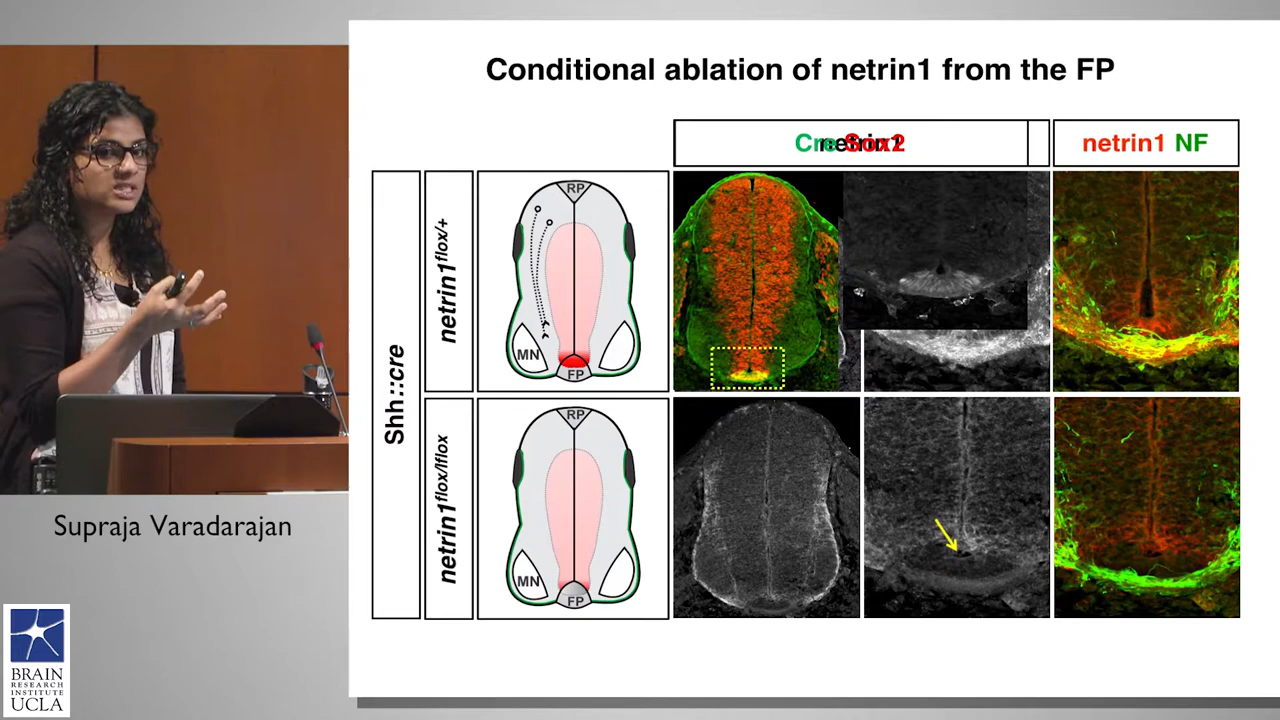 Conditional ablation of netrin1 from the FP
netrin1 NF
Shh::cre
netrin1flox/+
RP
MN
FP
netrin1flox/lflox
RP
MN
FP
Supraja Varadarajan
BRAIN
RESEARCH
INSTITUTE
UCLA